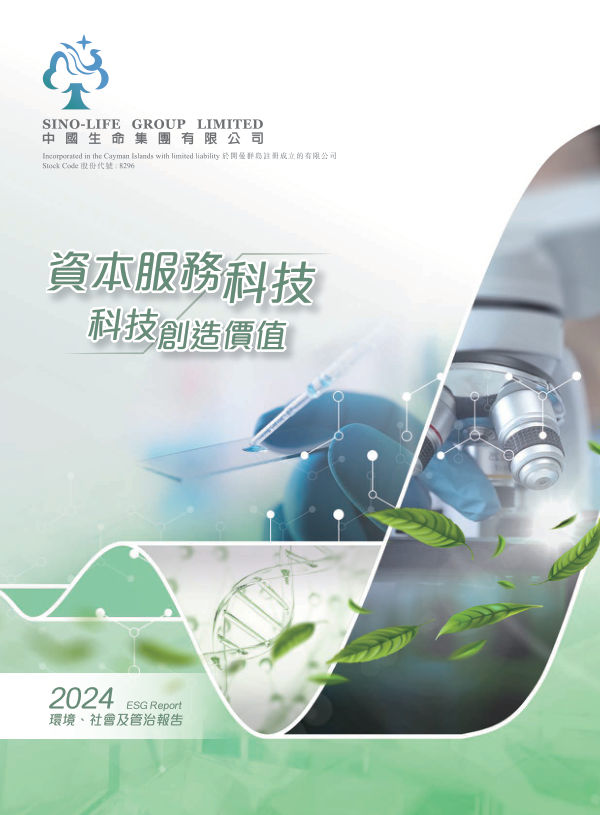 SINO-LIFE GROUP LIMITED
中國生命集團有限公司
Incorporated in the Cayman Islands with limited liability 於開曼群島註冊成立的有限公司
Stock Code 股份代號 : 8296
資本服務科技
科技創造價值
2024 ESG Report
環境、社會及管治報告